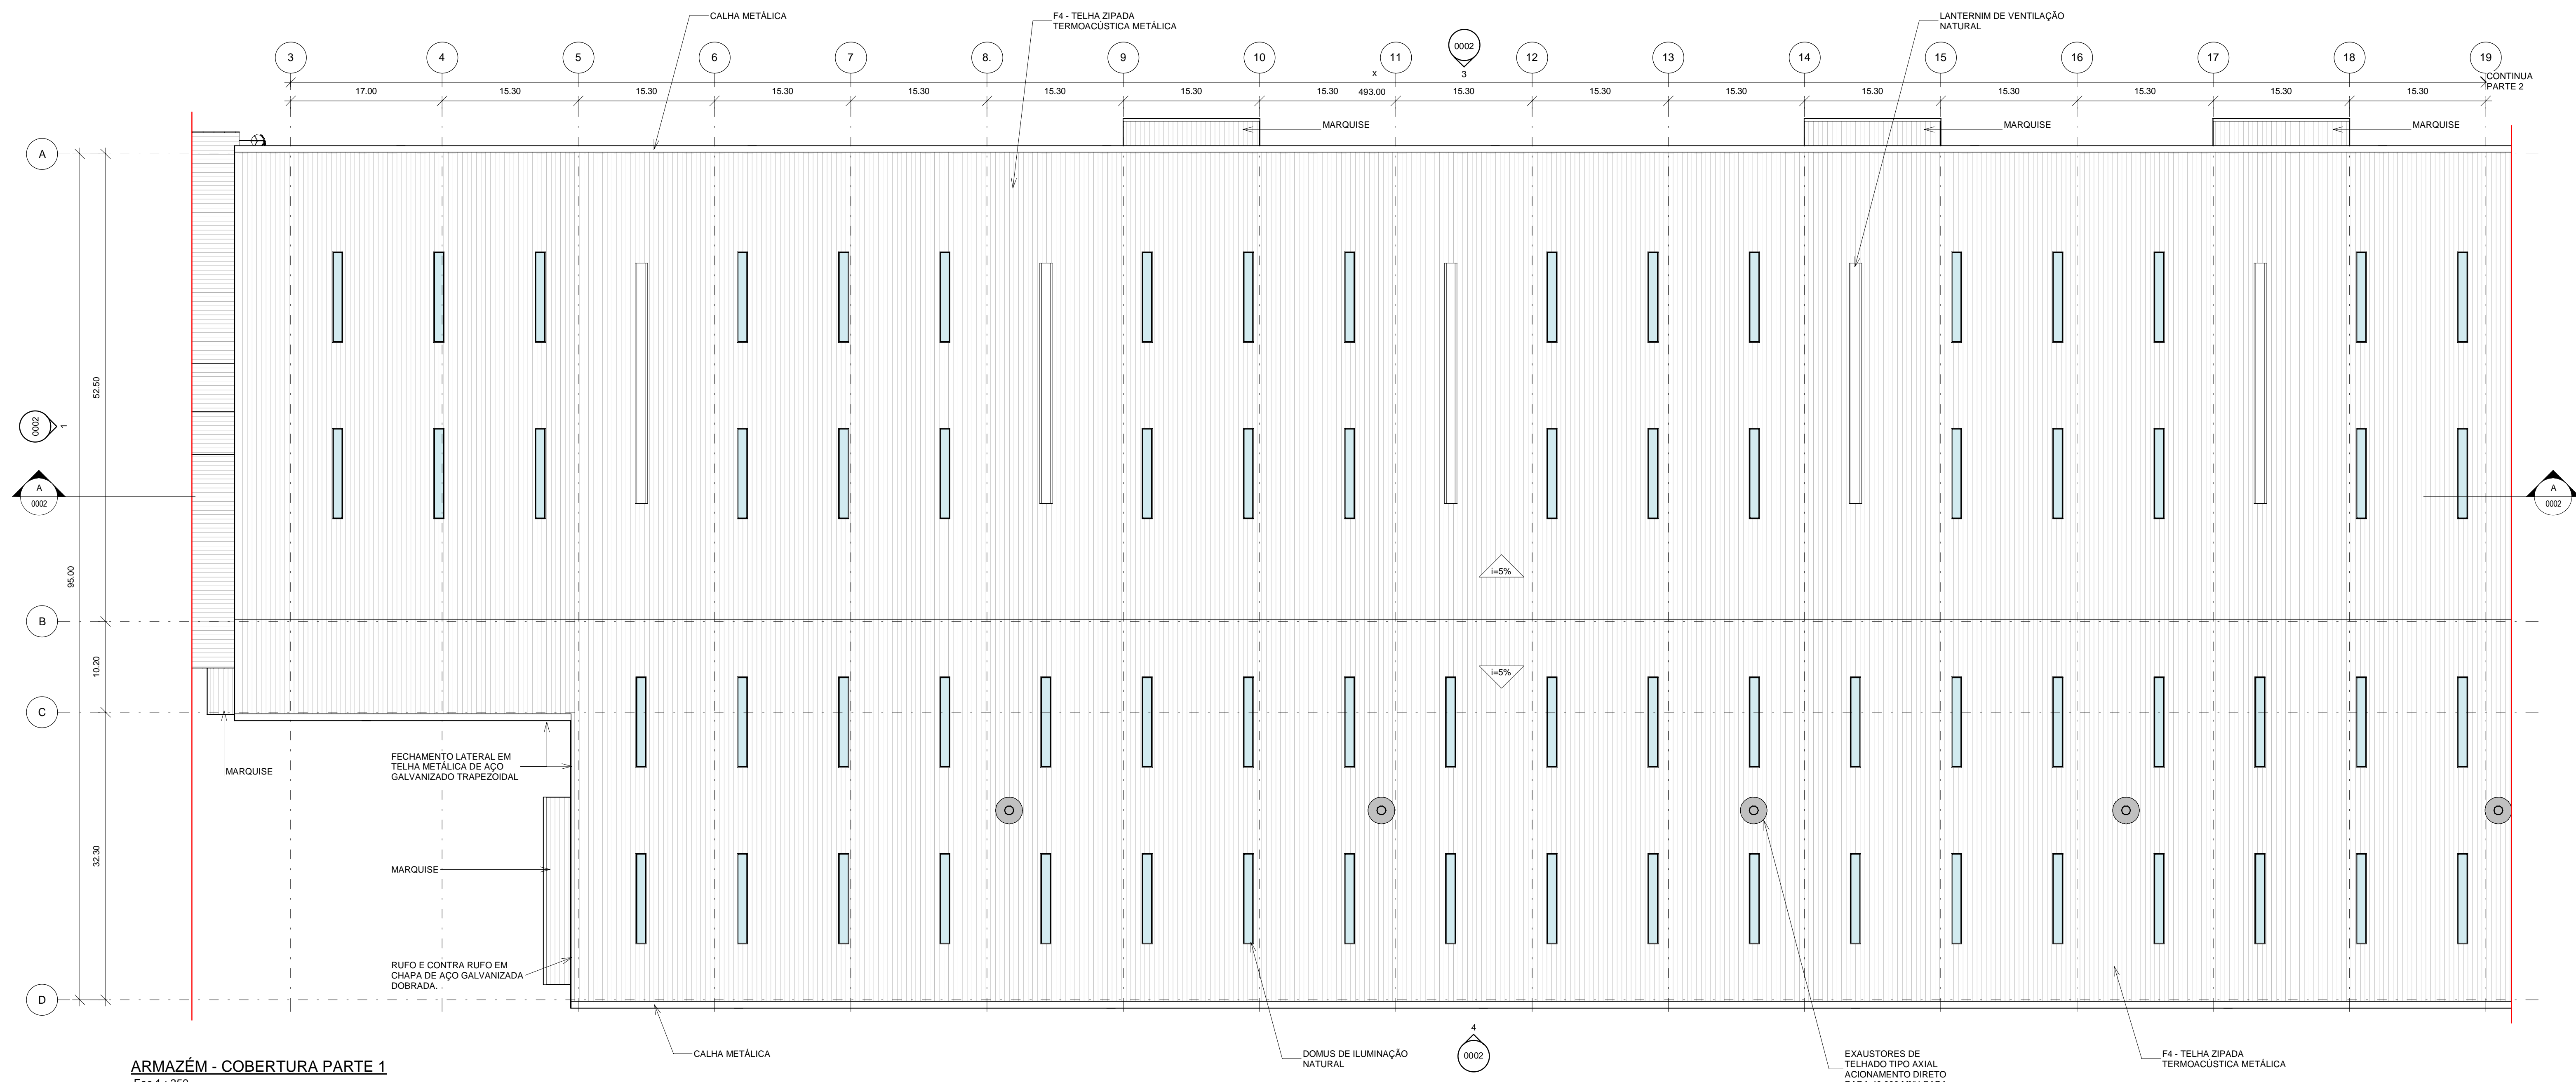 CALHA METÁLICA
F4 - TELHA ZIPADA
TERMOACÚSTICA METÁLICA
LANTERNIM DE VENTILAÇÃO
NATURAL
3
4
5
6
7
8.
9
10
11
0002
3
12
13
14
15
16
17
18
19
x
CONTINUA
PARTE 2
17.00
15.30
15.30
15.30
15.30
15.30
15.30
15.30
493.00
15.30
15.30
15.30
15.30
15.30
15.30
15.30
15.30
MARQUISE
MARQUISE
MARQUISE
A
52.50
0002
1
A
0002
A
0002
95.00
i=5%
B
10.20
i=5%
C
FECHAMENTO LATERAL EM
TELHA METÁLICA DE AÇO
GALVANIZADO TRAPEZOIDAL
MARQUISE
32.30
MARQUISE
RUFO E CONTRA RUFO EM
CHAPA DE AÇO GALVANIZADA
DOBRADA.
D
4
0002
CALHA METÁLICA
DOMUS DE ILUMINAÇÃO
NATURAL
EXAUSTORES DE
TELHADO TIPO AXIAL
ACIONAMENTO DIRETO
F4 - TELHA ZIPADA
TERMOACÚSTICA METÁLICA
ARMAZÉM - COBERTURA PARTE 1